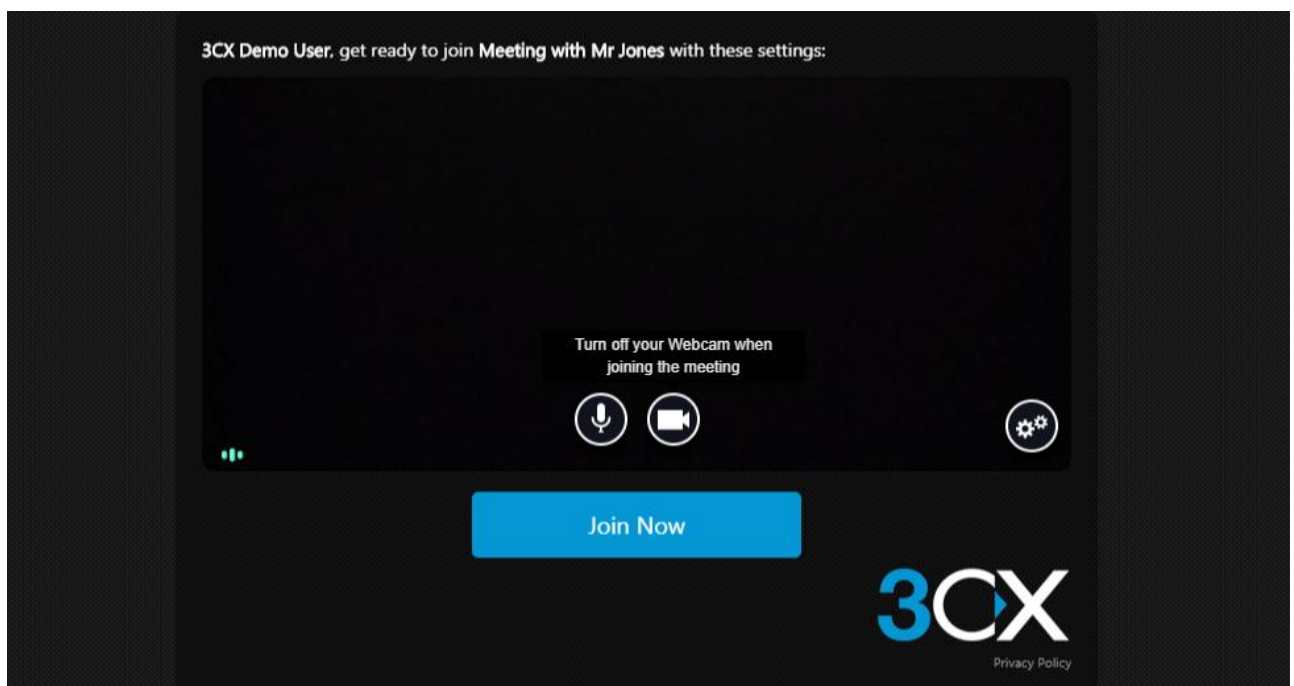 3CX Demo User, get ready to join Meeting with Mr Jones with these settings:
Turn off your Webcam when
joining the meeting
Join Now
3CX
Privacy Policy